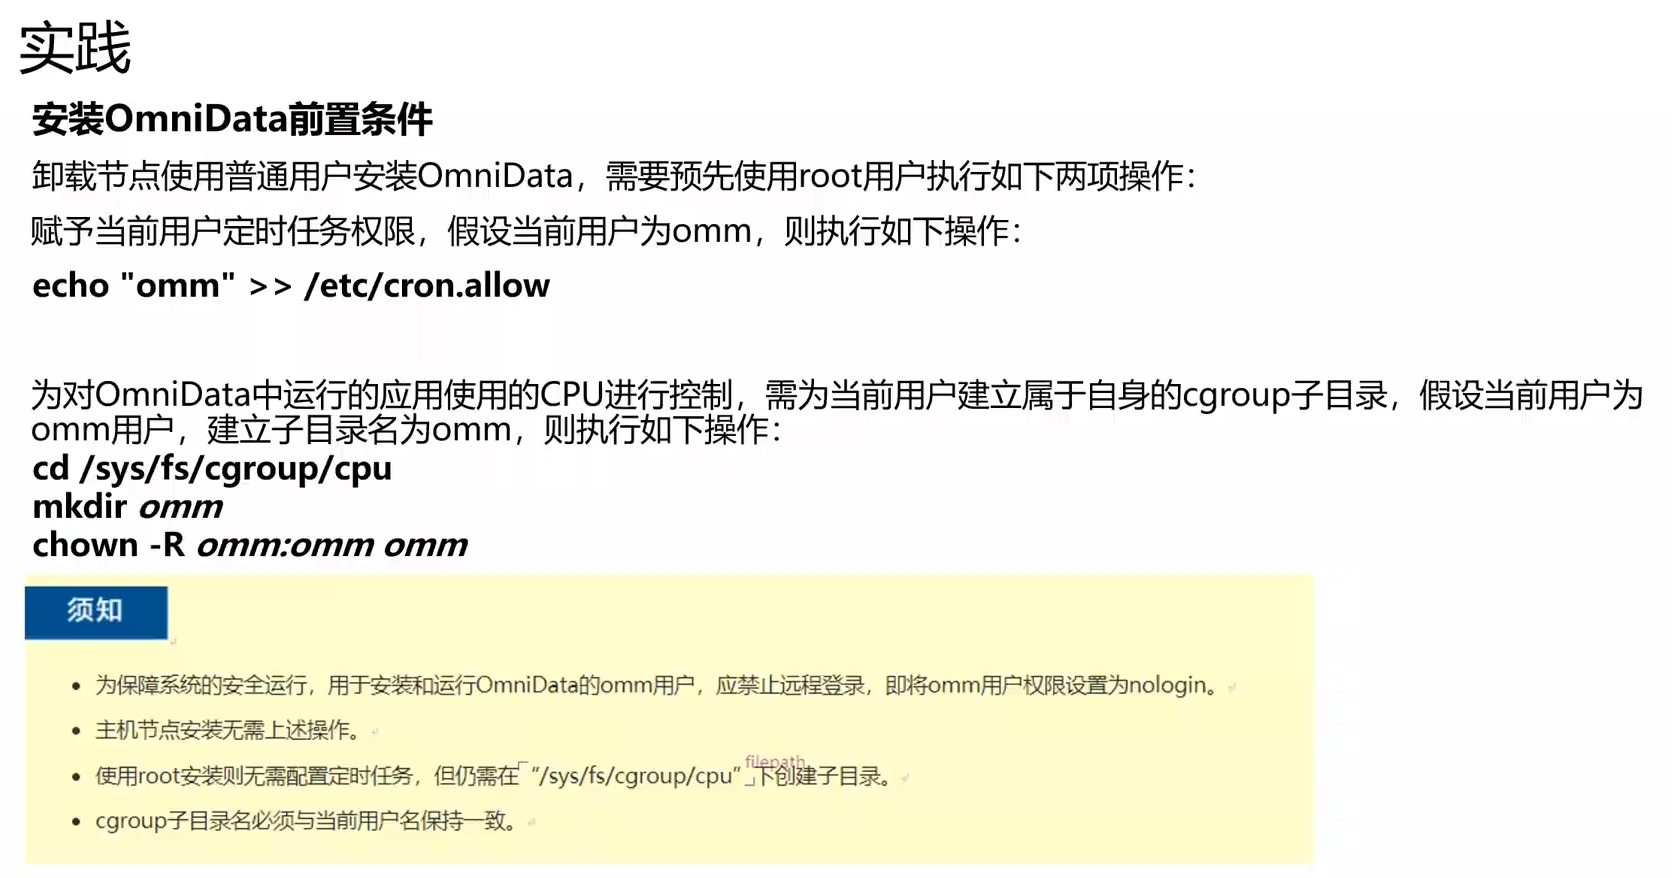 实践
安装OmniData前置条件
卸载节点使用普通用户安装OmniData，需要预先使用root用户执行如下两项操作：
赋予当前用户定时任务权限，假设当前用户为omm，则执行如下操作：
echo "omm" >> /etc/cron.allow
为对OmniData中运行的应用使用的CPU进行控制，需为当前用户建立属于自身的cgroup子目录，假设当前用户为
omm用户，建立子目录名为omm，则执行如下操作：
cd /sys/fs/cgroup/cpu
mkdir omm
chown -R omm:omm omm
须知
• 为保障系统的安全运行，用于安装和运行OmniData的omm用户，应禁止远程登录，即将omm用户权限设置为nologin。
• 主机节点安装无需上述操作。
filepath
• 使用root安装则无需配置定时任务，但仍需在「“/sys/fs/cgroup/cpu”」下创建子目录。
• cgroup子目录名必须与当前用户名保持一致。